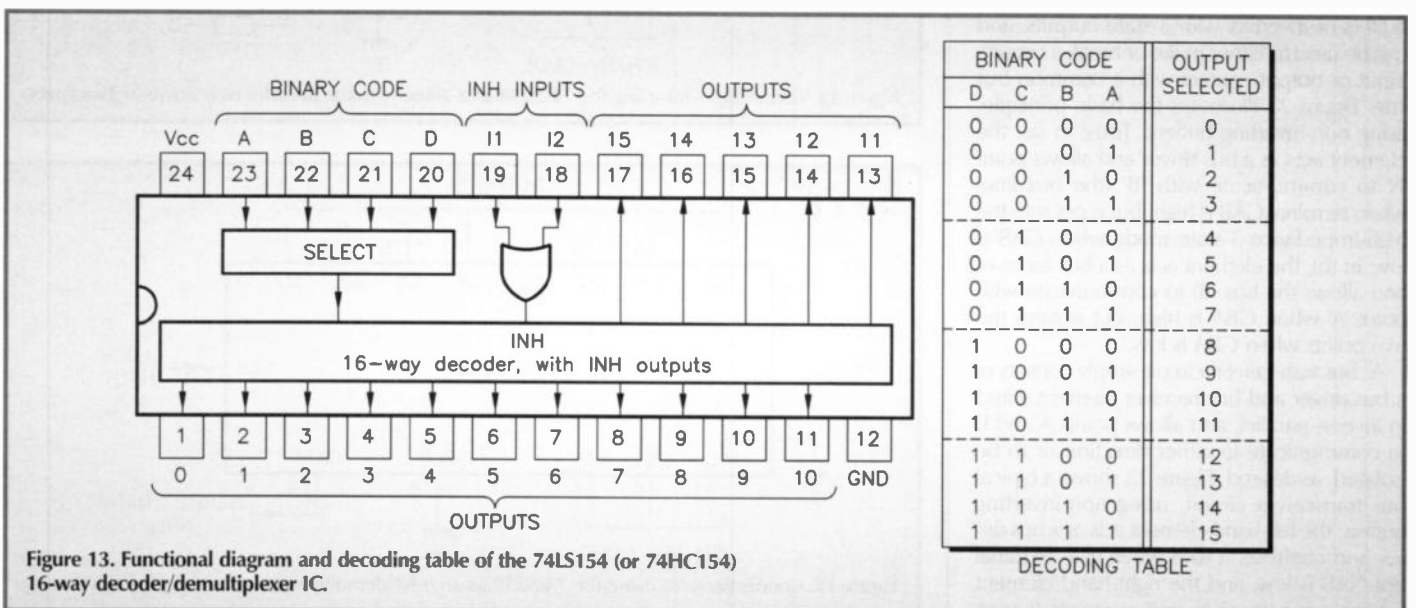 BINARY CODE INH INPUTS OUTPUTS
Vcc A B C D I1 I2 15 14 13 12 11
24 23 22 21 20 19 18 17 16 15 14 13
SELECT
INH
16-way decoder, with INH outputs
1 2 3 4 5 6 7 8 9 10 11 12
0 1 2 3 4 5 6 7 8 9 10 GND
OUTPUTS
Figure 13. Functional diagram and decoding table of the 74LS154 (or 74HC154)
16-way decoder/demultiplexer IC.
BINARY CODE OUTPUT
D C B A SELECTED
0 0 0 0 0
0 0 0 1 1
0 0 1 0 2
0 0 1 1 3
0 1 0 0 4
0 1 0 1 5
0 1 1 0 6
0 1 1 1 7
1 0 0 0 8
1 0 0 1 9
1 0 1 0 10
1 0 1 1 11
1 1 0 0 12
1 1 0 1 13
1 1 1 0 14
1 1 1 1 15
DECODING TABLE